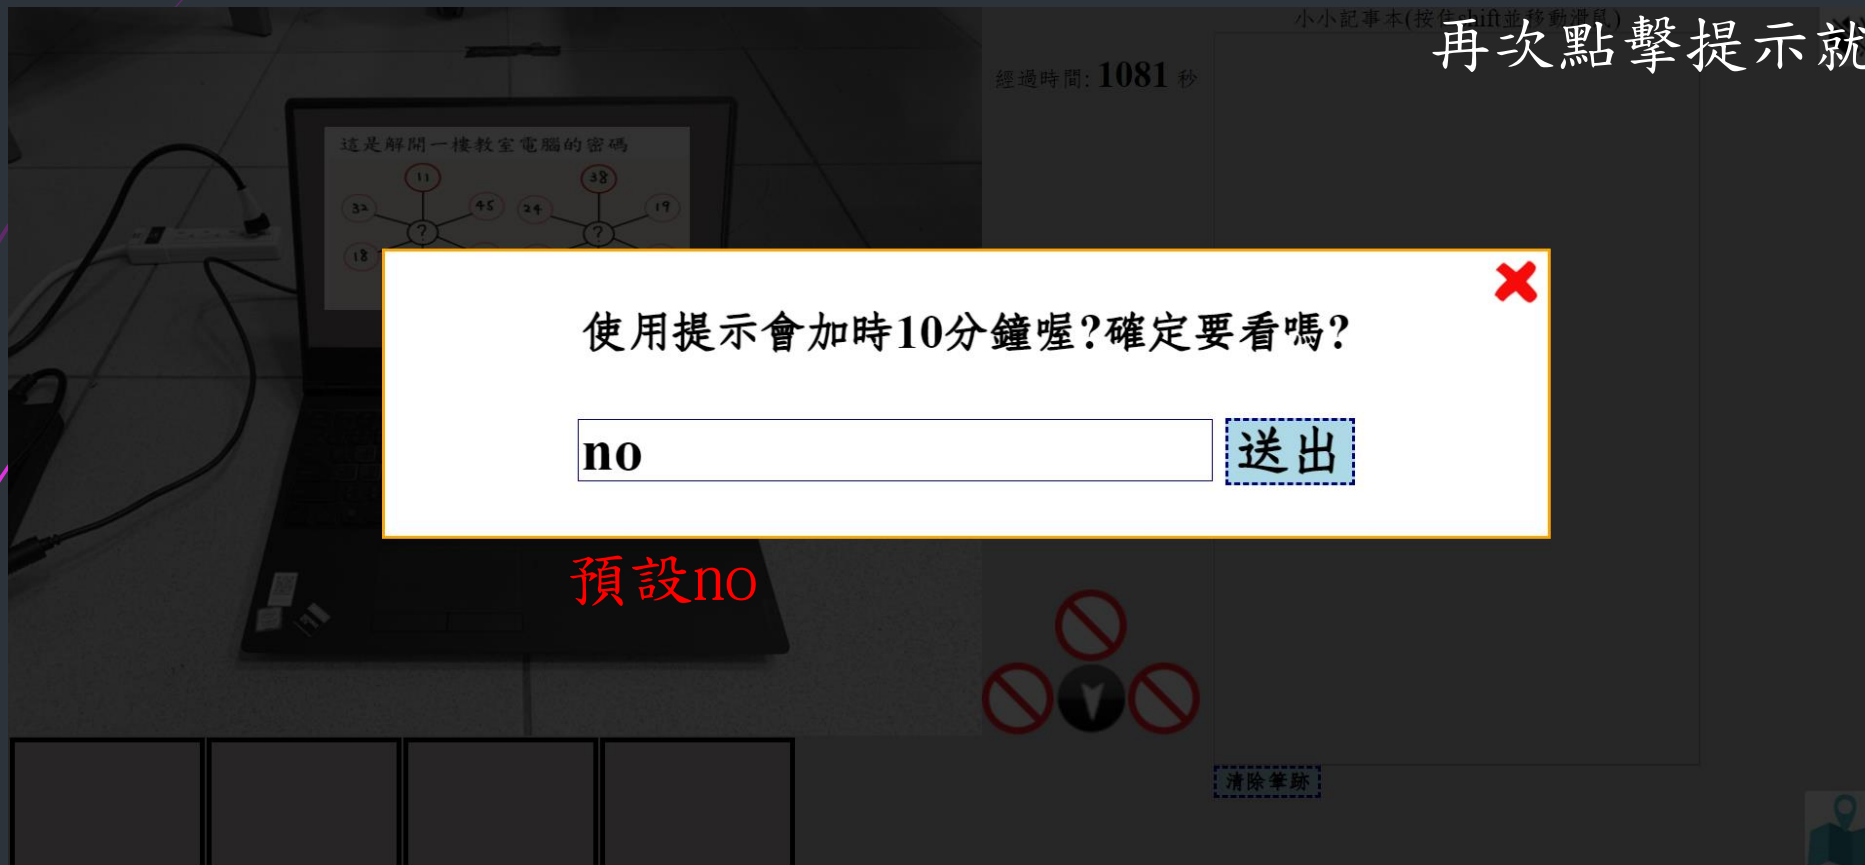 小小記事本(按住shift並移動滑鼠)
再次點擊提示就
經過時間: 1081 秒
這是解開一樓教室電腦的密碼
11
38
32
45
24
19
?
?
18
使用提示會加時10分鐘喔?確定要看嗎?
no
送出
預設no
清除筆跡